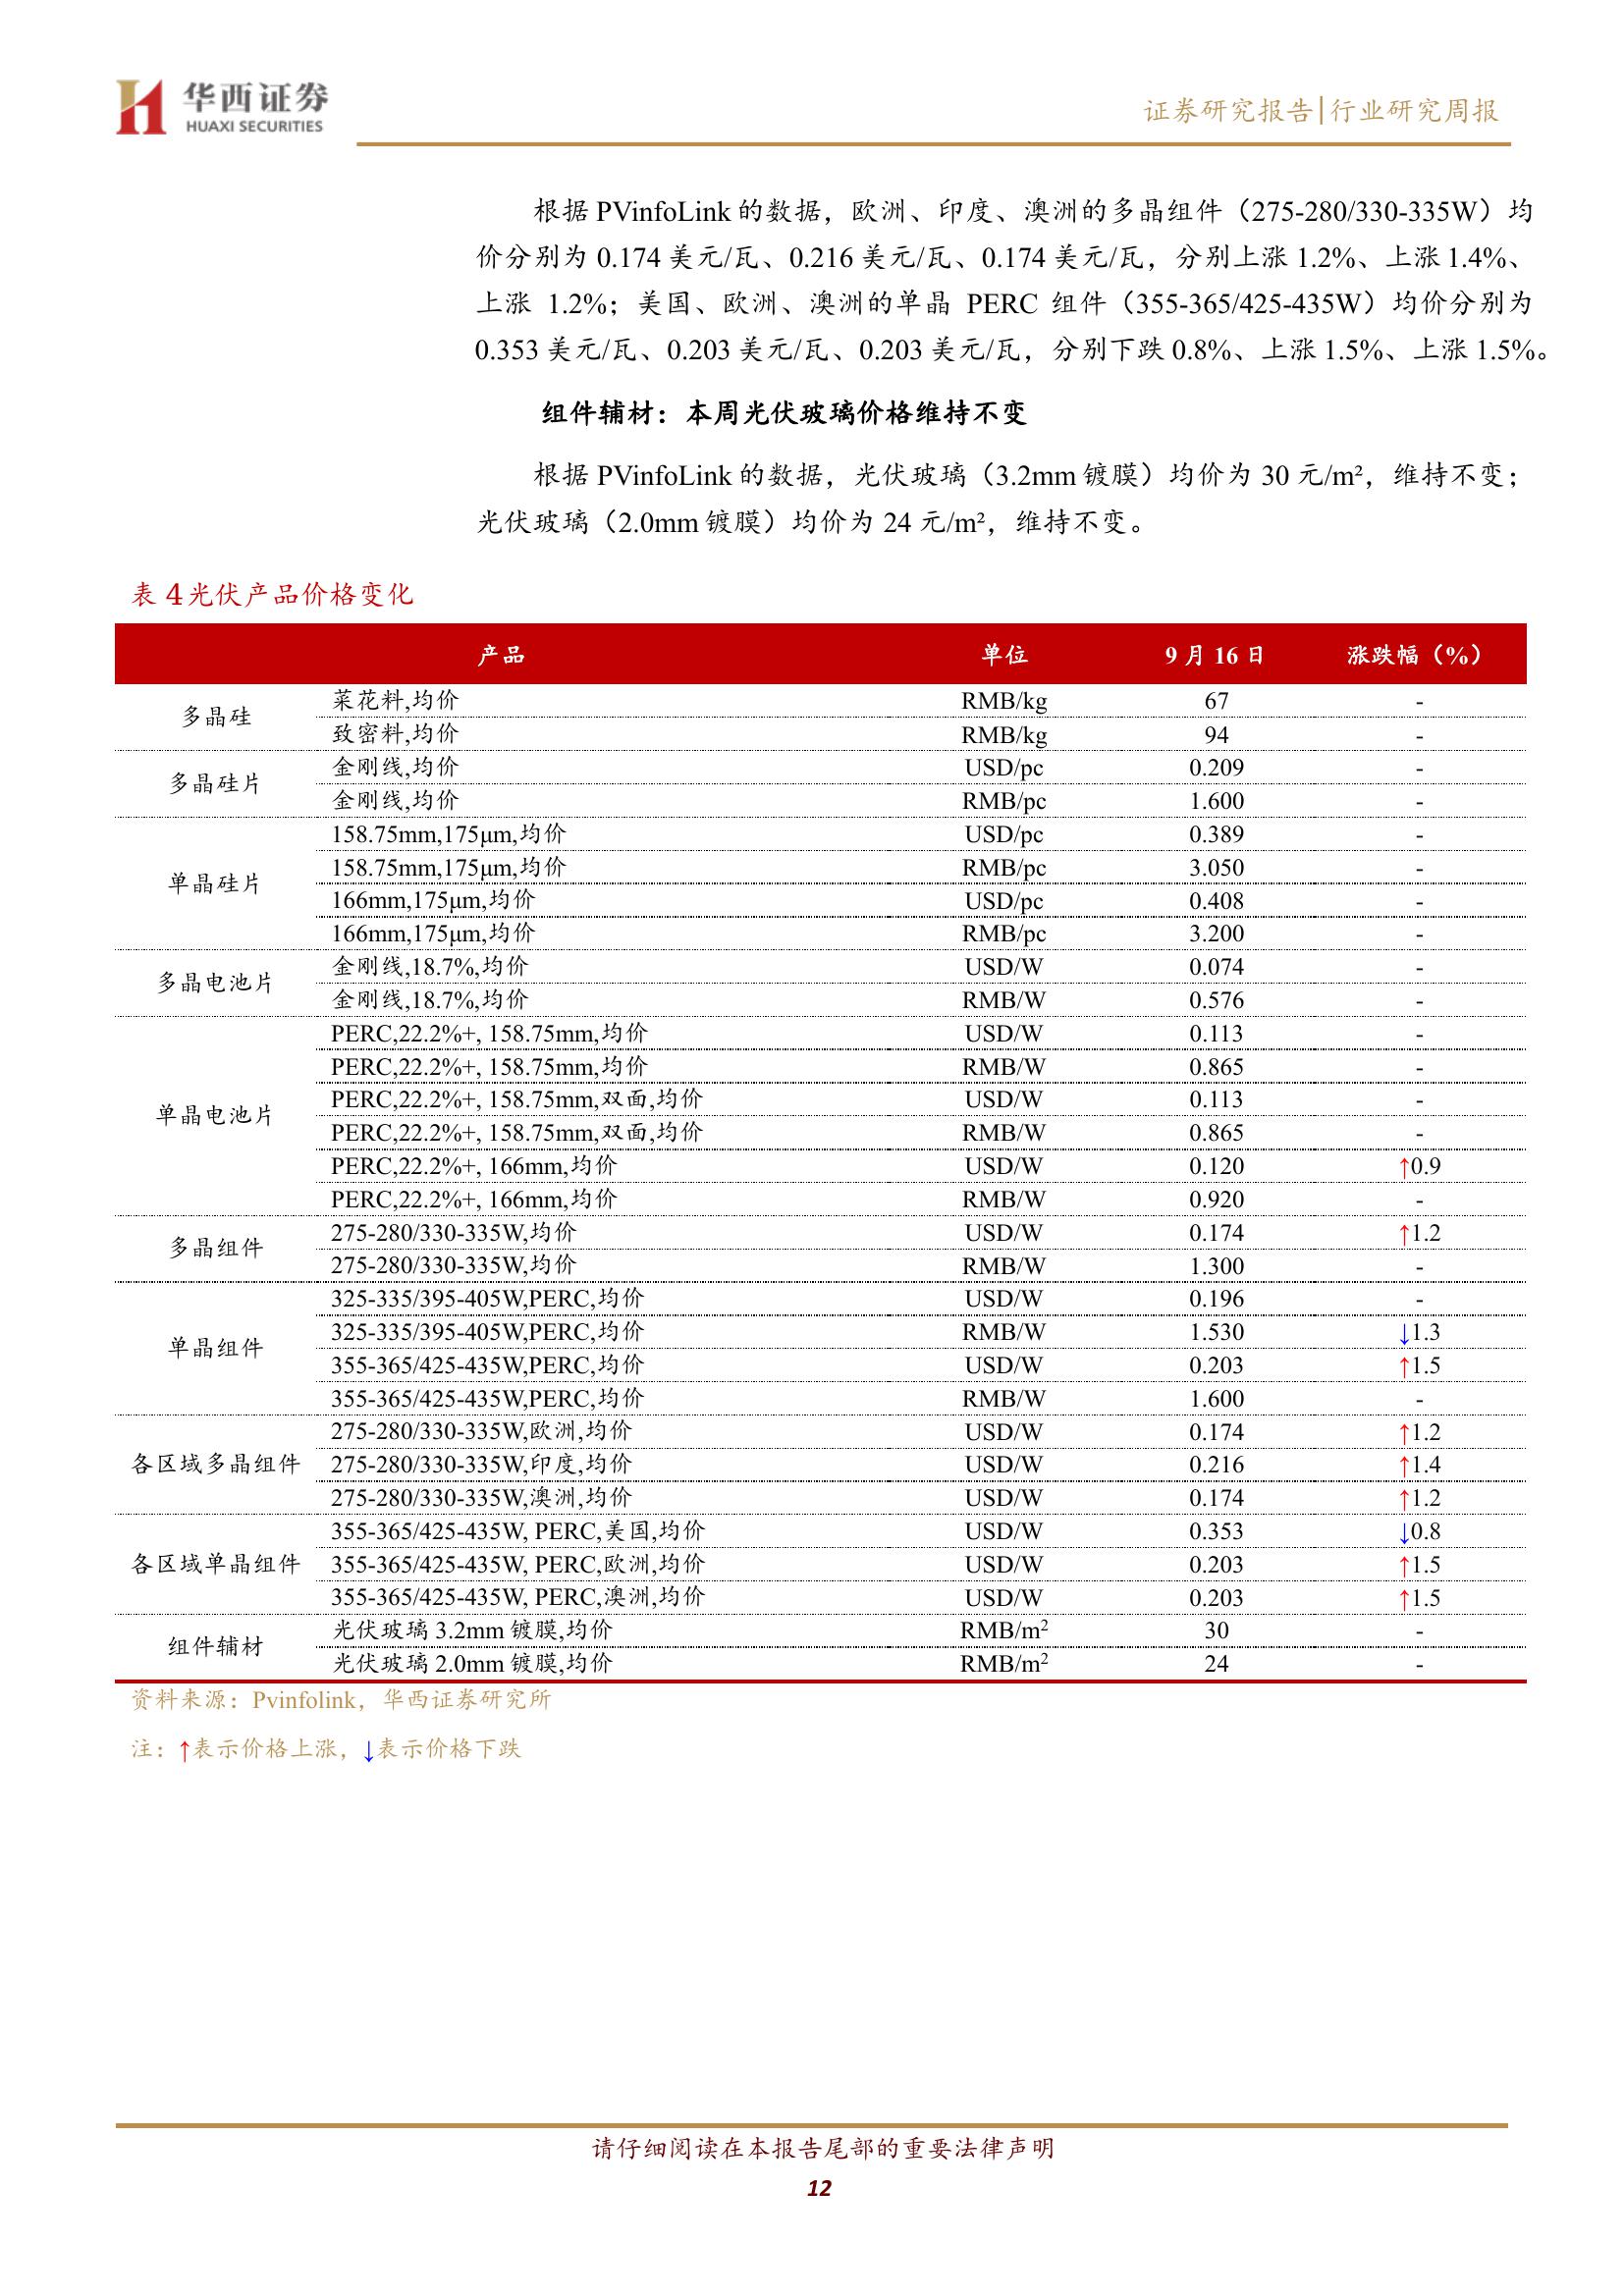 华西证券
HUAXI SECURITIES
证券研究报告|行业研究周报
根据 PVinfoLink 的数据，欧洲、印度、澳洲的多晶组件（275-280/330-335W）均
价分别为 0.174 美元/瓦、0.216 美元/瓦、0.174 美元/瓦，分别上涨 1.2%、上涨 1.4%、
上涨 1.2%；美国、欧洲、澳洲的单晶 PERC 组件（355-365/425-435W）均价分别为
0.353 美元/瓦、0.203 美元/瓦、0.203 美元/瓦，分别下跌 0.8%、上涨 1.5%、上涨 1.5%。
组件辅材：本周光伏玻璃价格维持不变
根据 PVinfoLink 的数据，光伏玻璃（3.2mm 镀膜）均价为 30 元/m²，维持不变；
光伏玻璃（2.0mm 镀膜）均价为 24 元/m²，维持不变。
表 4光伏产品价格变化
产品 单位 9 月 16 日 涨跌幅（%）
多晶硅 菜花料,均价 RMB/kg 67 -
致密料,均价 RMB/kg 94 -
多晶硅片 金刚线,均价 USD/pc 0.209 -
金刚线,均价 RMB/pc 1.600 -
单晶硅片 158.75mm,175μm,均价 USD/pc 0.389 -
158.75mm,175μm,均价 RMB/pc 3.050 -
166mm,175μm,均价 USD/pc 0.408 -
166mm,175μm,均价 RMB/pc 3.200 -
多晶电池片 金刚线,18.7%,均价 USD/W 0.074 -
金刚线,18.7%,均价 RMB/W 0.576 -
单晶电池片 PERC,22.2%+, 158.75mm,均价 USD/W 0.113 -
PERC,22.2%+, 158.75mm,均价 RMB/W 0.865 -
PERC,22.2%+, 158.75mm,双面,均价 USD/W 0.113 -
PERC,22.2%+, 158.75mm,双面,均价 RMB/W 0.865 -
PERC,22.2%+, 166mm,均价 USD/W 0.120 ↑0.9
PERC,22.2%+, 166mm,均价 RMB/W 0.920 -
多晶组件 275-280/330-335W,均价 USD/W 0.174 ↑1.2
275-280/330-335W,均价 RMB/W 1.300 -
单晶组件 325-335/395-405W,PERC,均价 USD/W 0.196 -
325-335/395-405W,PERC,均价 RMB/W 1.530 ↓1.3
355-365/425-435W,PERC,均价 USD/W 0.203 ↑1.5
355-365/425-435W,PERC,均价 RMB/W 1.600 -
各区域多晶组件 275-280/330-335W,欧洲,均价 USD/W 0.174 ↑1.2
275-280/330-335W,印度,均价 USD/W 0.216 ↑1.4
275-280/330-335W,澳洲,均价 USD/W 0.174 ↑1.2
各区域单晶组件 355-365/425-435W, PERC,美国,均价 USD/W 0.353 ↓0.8
355-365/425-435W, PERC,欧洲,均价 USD/W 0.203 ↑1.5
355-365/425-435W, PERC,澳洲,均价 USD/W 0.203 ↑1.5
组件辅材 光伏玻璃 3.2mm 镀膜,均价 RMB/m² 30 -
光伏玻璃 2.0mm 镀膜,均价 RMB/m² 24 -
资料来源：Pvinfolink，华西证券研究所
注：↑表示价格上涨，↓表示价格下跌
请仔细阅读在本报告尾部的重要法律声明
12